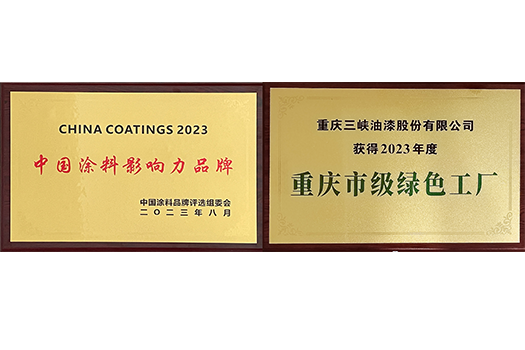 CHINA COATINGS 2023
中国涂料影响力品牌
中国涂料品牌评选组委会
二〇二三年八月
重庆三峡油漆股份有限公司
获得2023年度
重庆市级绿色工厂